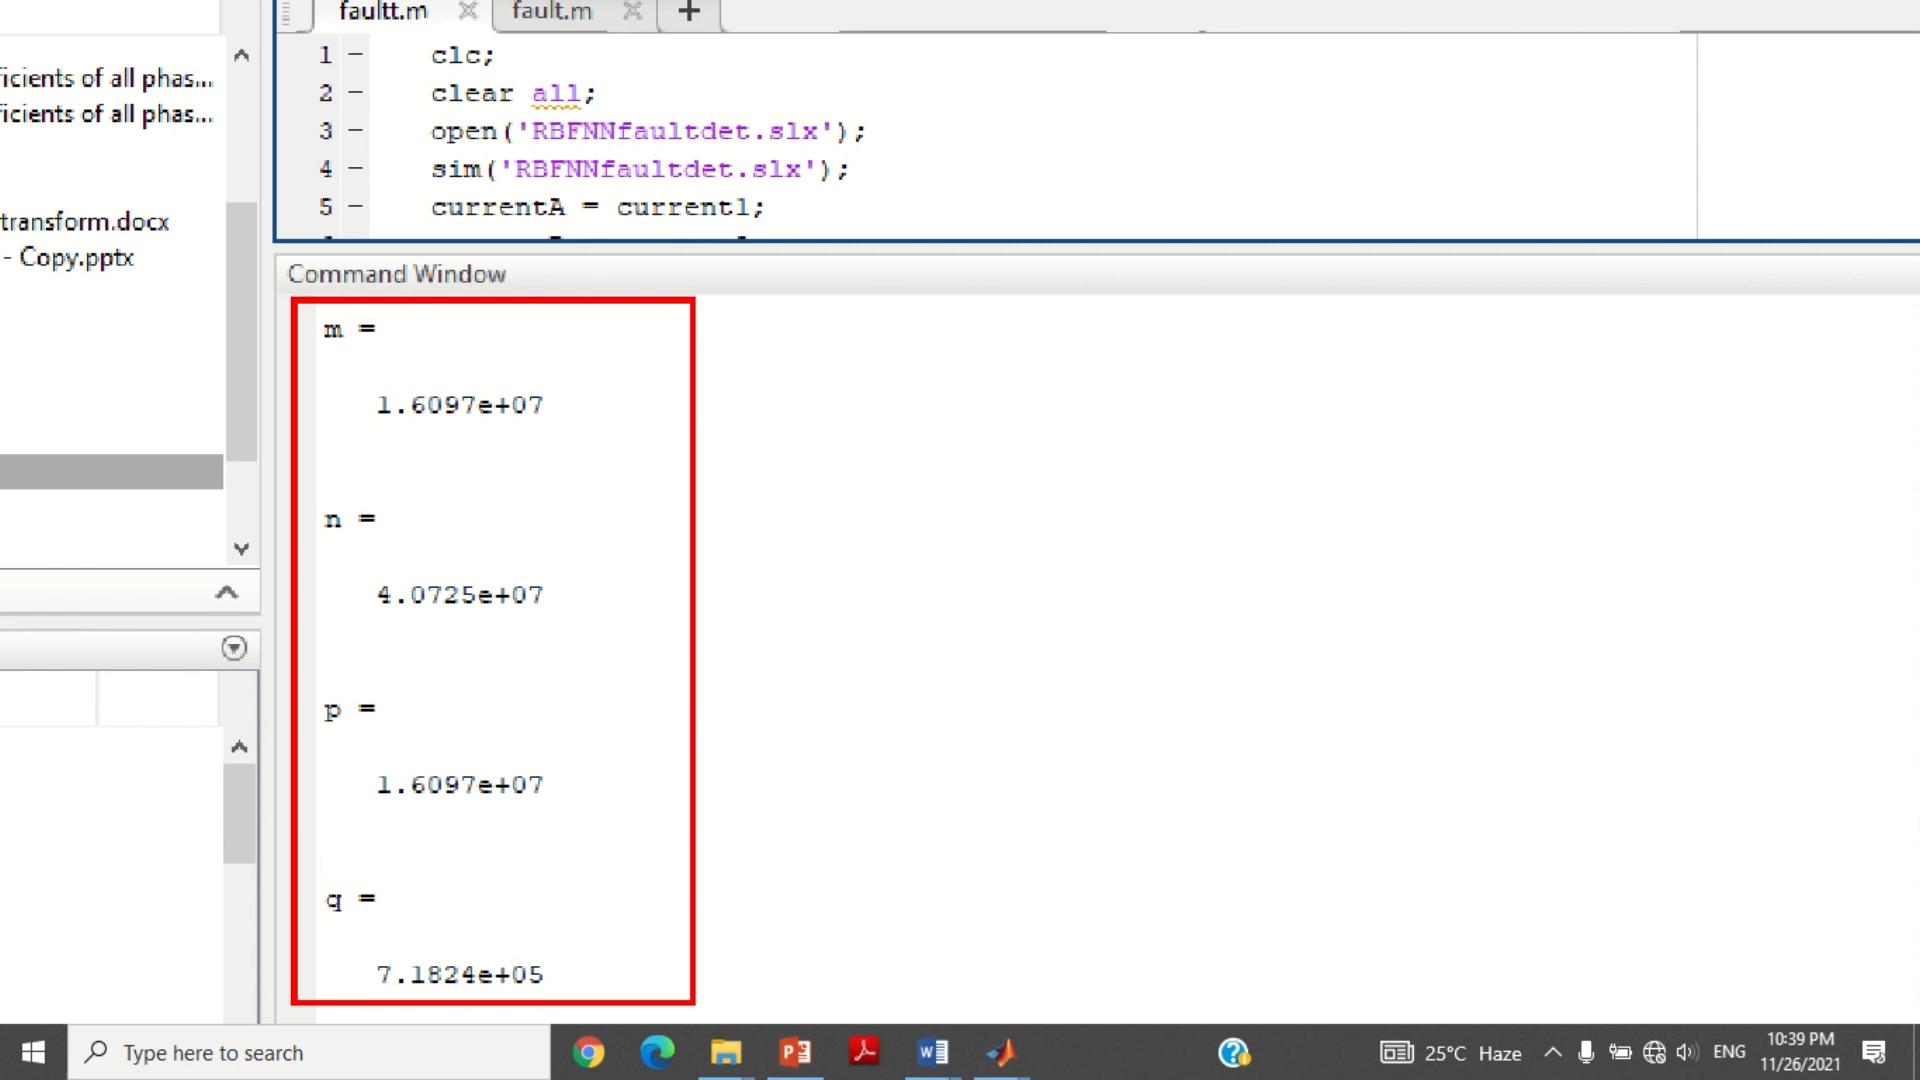 faultt.m
fault.m
+
ficients of all phas...
ficients of all phas...
transform.docx
- Copy.pptx
1 - clc;
2 - clear all;
3 - open('RBFNNfaultdet.slx');
4 - sim('RBFNNfaultdet.slx');
5 - currentA = current1;
Command Window
m =
1.6097e+07
n =
4.0725e+07
p =
1.6097e+07
q =
7.1824e+05
Type here to search
25°C Haze
ENG
10:39 PM
11/26/2021